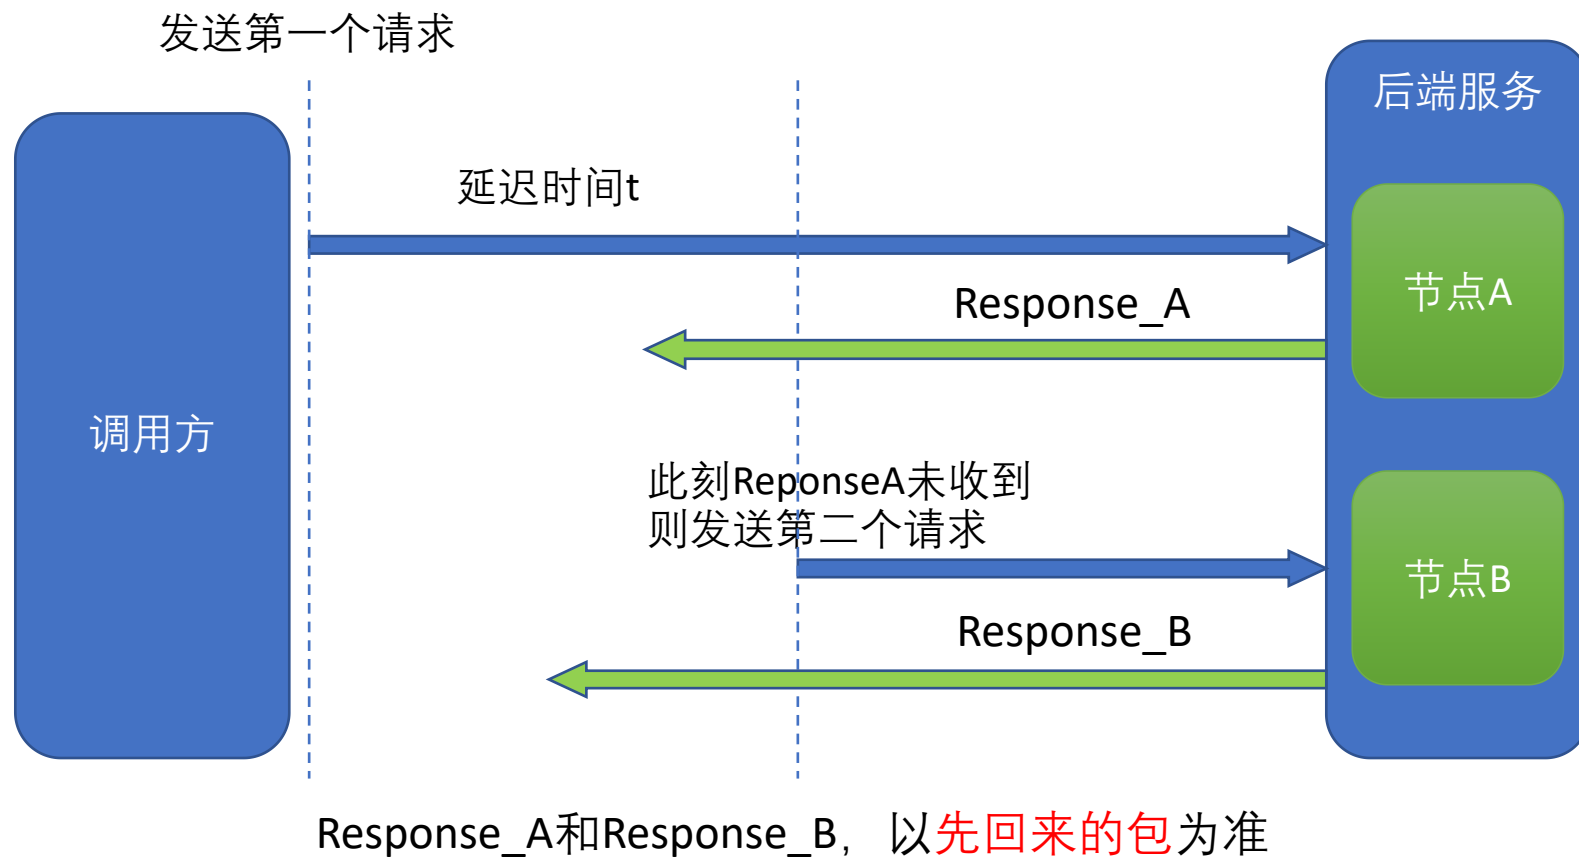 发送第一个请求
后端服务
延迟时间t
节点A
Response_A
调用方
此刻ReponseA未收到
则发送第二个请求
节点B
Response_B
Response_A和Response_B，以先回来的包为准